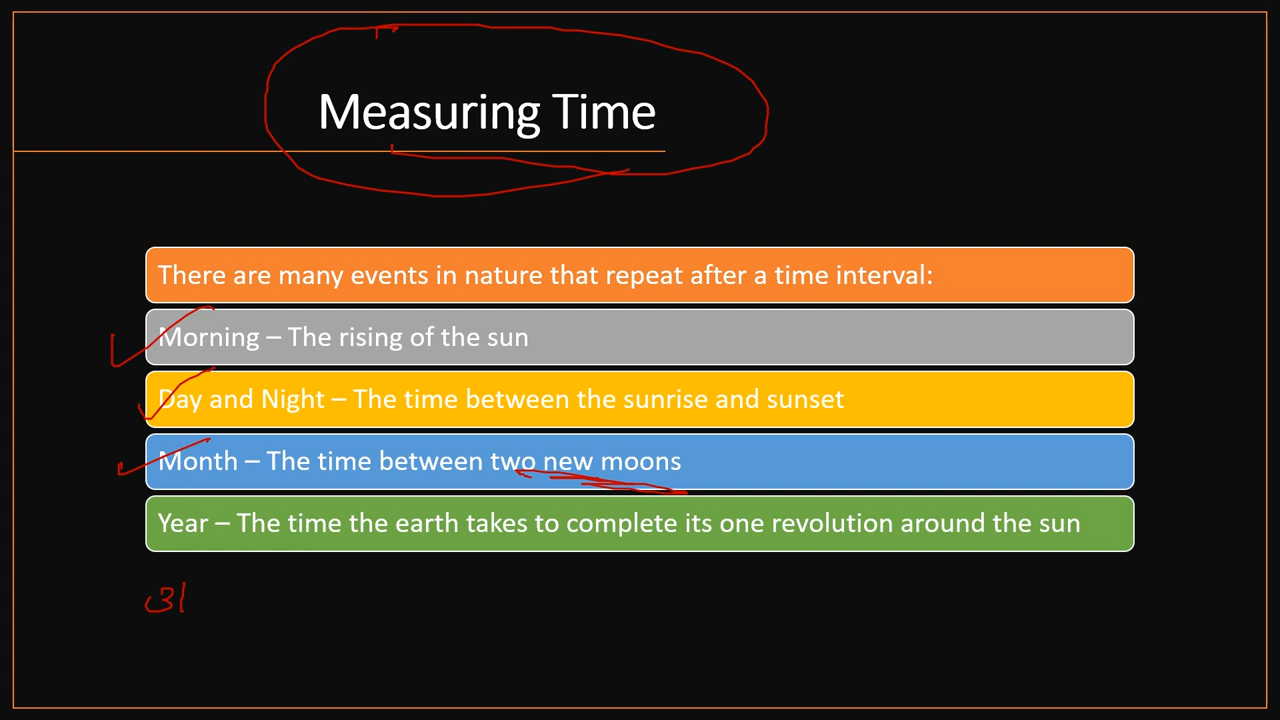 Measuring Time
There are many events in nature that repeat after a time interval:
Morning – The rising of the sun
Day and Night – The time between the sunrise and sunset
Month – The time between two new moons
Year – The time the earth takes to complete its one revolution around the sun
31